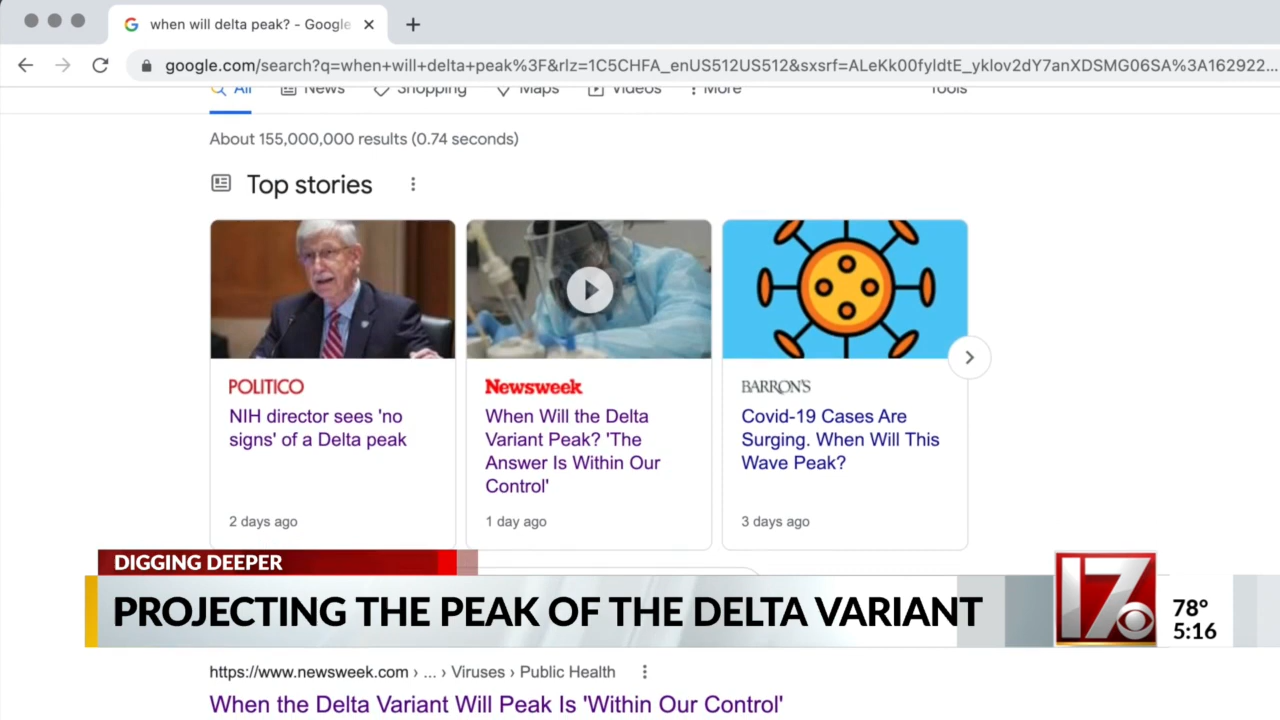 when will delta peak? - Google
google.com/search?q=when+will+delta+peak%3F&rlz=1C5CHFA_enUS512US512&sxsrf=ALeKk00fyldtE_yklov2dY7anXDSMG06SA%3A162922...
All News Shopping Maps Videos More Tools
About 155,000,000 results (0.74 seconds)
Top stories
POLITICO
NIH director sees 'no
signs' of a Delta peak
2 days ago
Newsweek
When Will the Delta
Variant Peak? 'The
Answer Is Within Our
Control'
1 day ago
BARRON'S
Covid-19 Cases Are
Surging. When Will This
Wave Peak?
3 days ago
DIGGING DEEPER
PROJECTING THE PEAK OF THE DELTA VARIANT
17
78°
5:16
https://www.newsweek.com › ... › Viruses › Public Health
When the Delta Variant Will Peak Is 'Within Our Control'